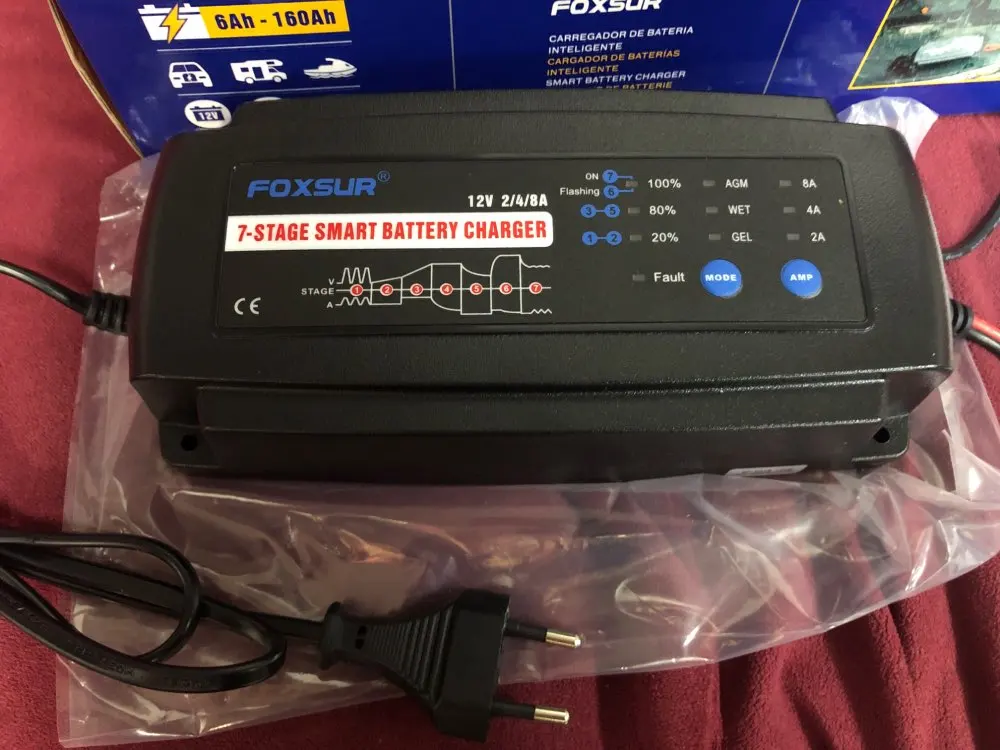 6Ah - 160Ah
12V
FOXSUR
CARREGADOR DE BATERIA
INTELIGENTE
CARGADOR DE BATERÍAS
INTELIGENTE
SMART BATTERY CHARGER
DE BATTERIE
FOXSUR®
12V 2/4/8A
7-STAGE SMART BATTERY CHARGER
V
STAGE 1 2 3 4 5 6 7
A
CE
ON 7
Flashing 6 100% AGM 8A
3-5 80% WET 4A
1-2 20% GEL 2A
Fault MODE AMP